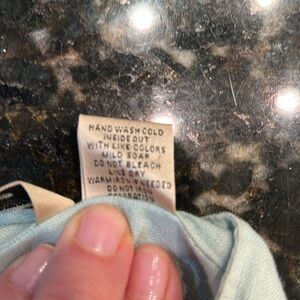 HAND WASH COLD
INSIDE OUT
WITH LIKE COLORS
MILD SOAP
DO NOT BLEACH
LINE DRY
WARM IRON IF NEEDED
DO NOT